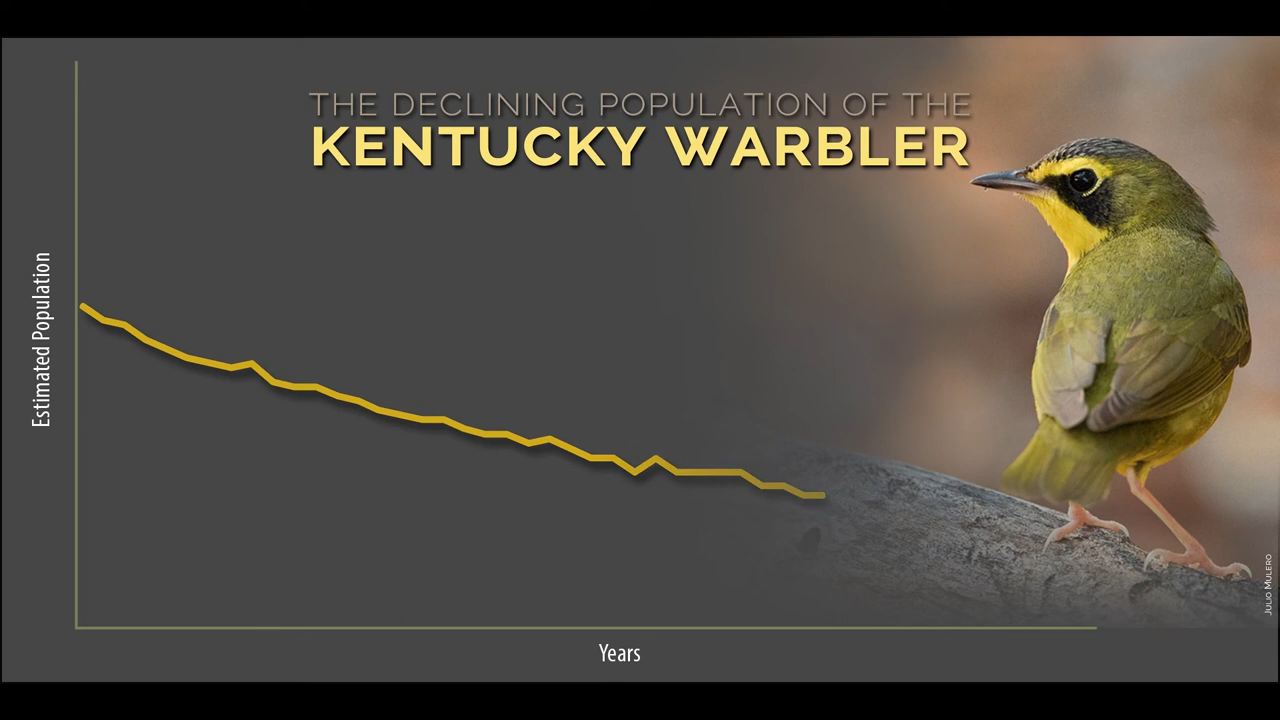 THE DECLINING POPULATION OF THE
KENTUCKY WARBLER
Estimated Population
Years
JULIO MULERO